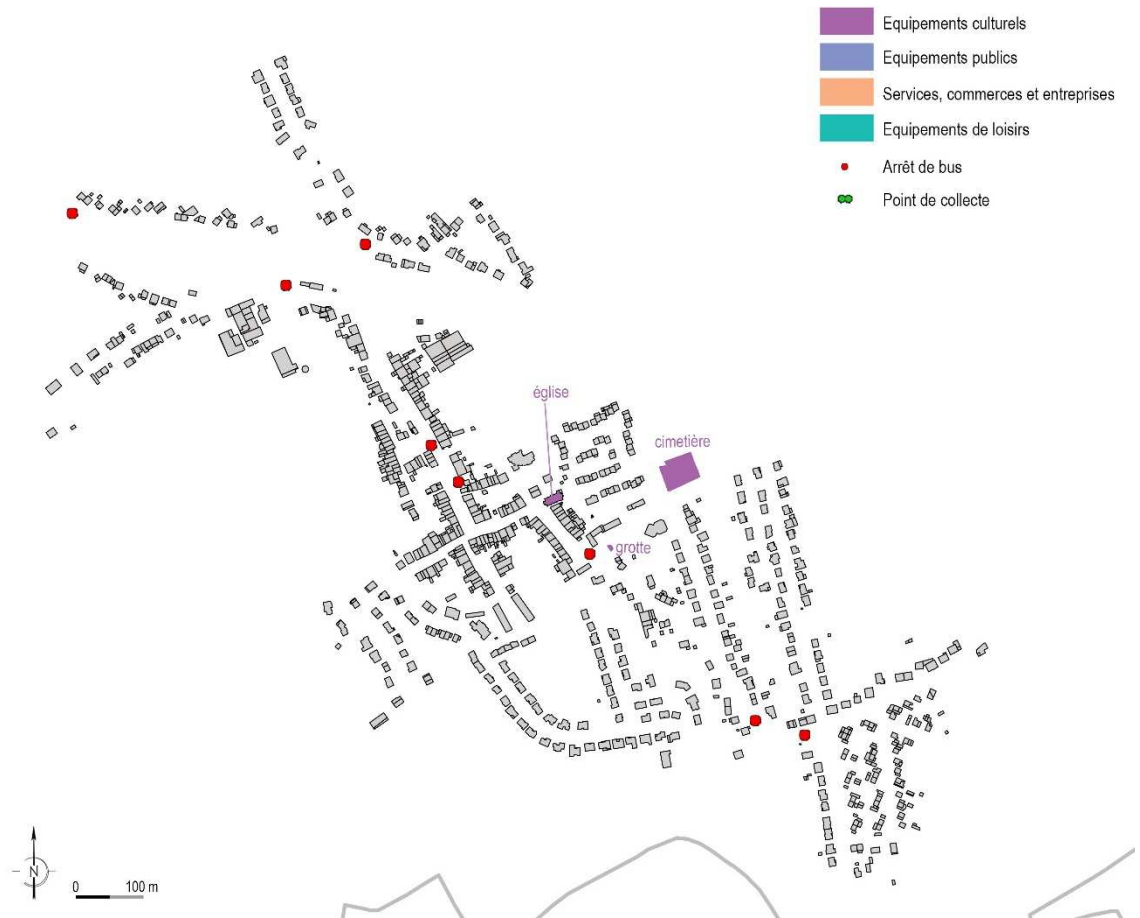 Equipements culturels
Equipements publics
Services, commerces et entreprises
Equipements de loisirs
Arrêt de bus
Point de collecte
église
cimetière
grotte
N
0 100 m